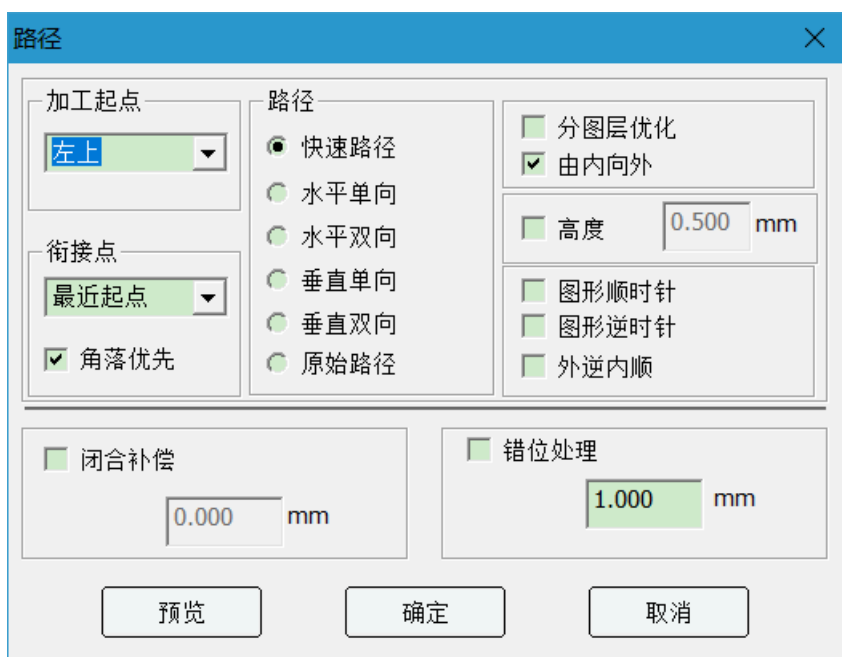 路径
加工起点
左上
衔接点
最近起点
角落优先
路径
快速路径
水平单向
水平双向
垂直单向
垂直双向
原始路径
分图层优化
由内向外
高度 0.500 mm
图形顺时针
图形逆时针
外逆内顺
闭合补偿
0.000 mm
错位处理
1.000 mm
预览 确定 取消